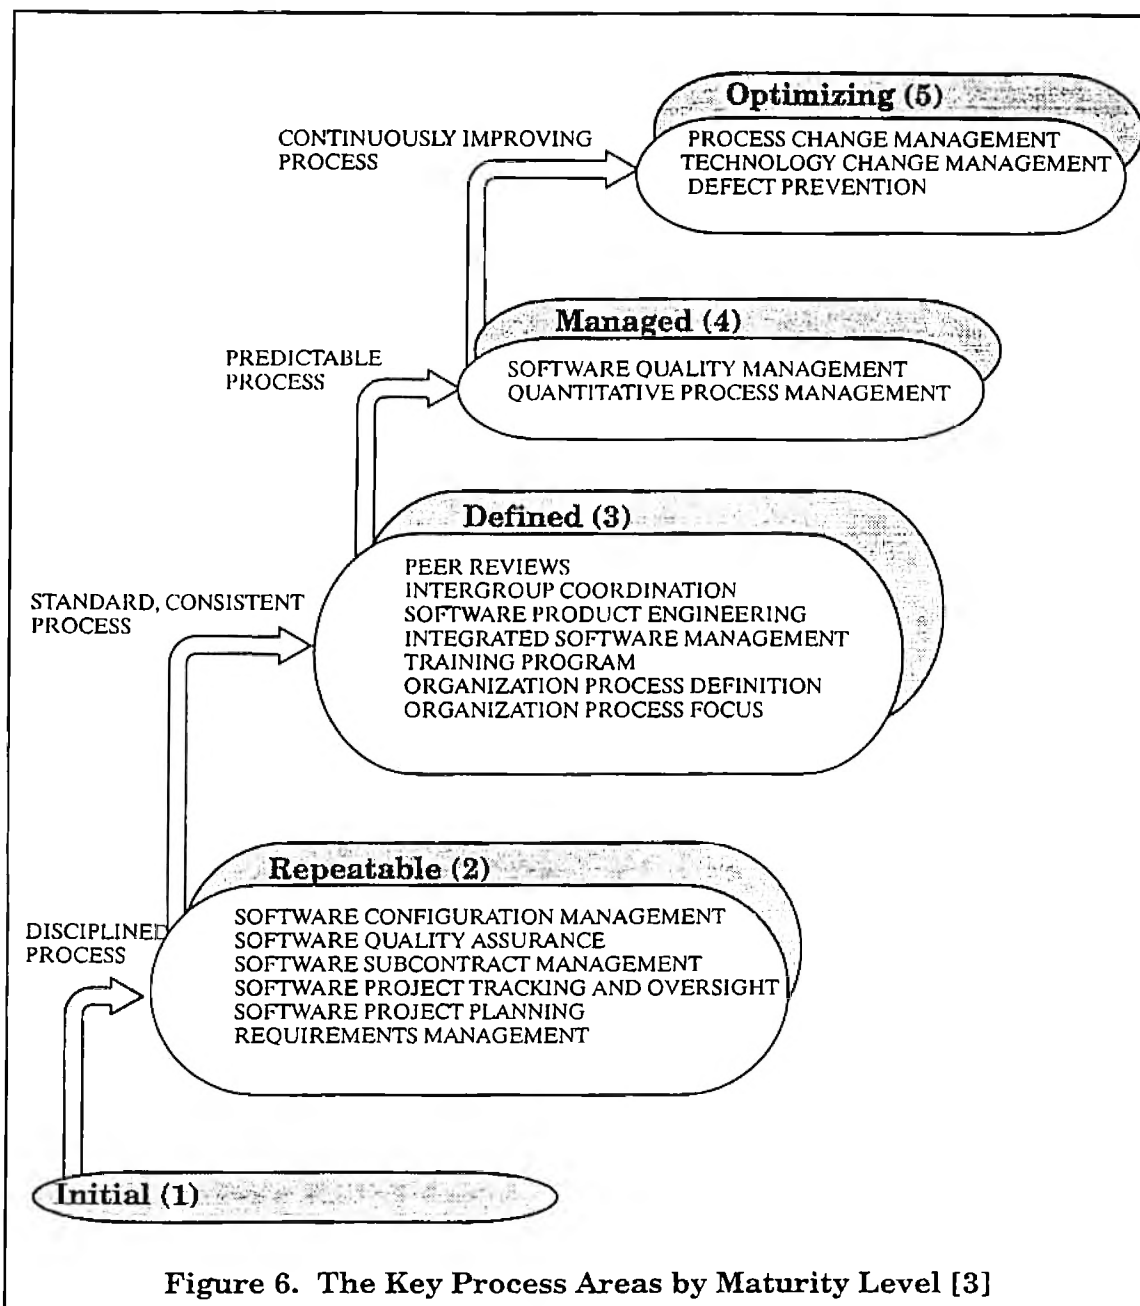 Optimizing (5)
CONTINUOUSLY IMPROVING
PROCESS
PROCESS CHANGE MANAGEMENT
TECHNOLOGY CHANGE MANAGEMENT
DEFECT PREVENTION
Managed (4)
PREDICTABLE
PROCESS
SOFTWARE QUALITY MANAGEMENT
QUANTITATIVE PROCESS MANAGEMENT
Defined (3)
PEER REVIEWS
INTERGROUP COORDINATION
SOFTWARE PRODUCT ENGINEERING
INTEGRATED SOFTWARE MANAGEMENT
TRAINING PROGRAM
ORGANIZATION PROCESS DEFINITION
ORGANIZATION PROCESS FOCUS
STANDARD, CONSISTENT
PROCESS
Repeatable (2)
SOFTWARE CONFIGURATION MANAGEMENT
SOFTWARE QUALITY ASSURANCE
SOFTWARE SUBCONTRACT MANAGEMENT
SOFTWARE PROJECT TRACKING AND OVERSIGHT
SOFTWARE PROJECT PLANNING
REQUIREMENTS MANAGEMENT
DISCIPLINED
PROCESS
Initial (1)
Figure 6. The Key Process Areas by Maturity Level [3]